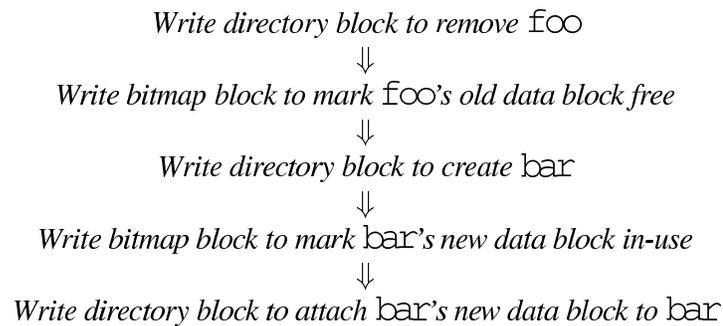 Write directory block to remove foo
⇓
Write bitmap block to mark foo's old data block free
⇓
Write directory block to create bar
⇓
Write bitmap block to mark bar's new data block in-use
⇓
Write directory block to attach bar's new data block to bar